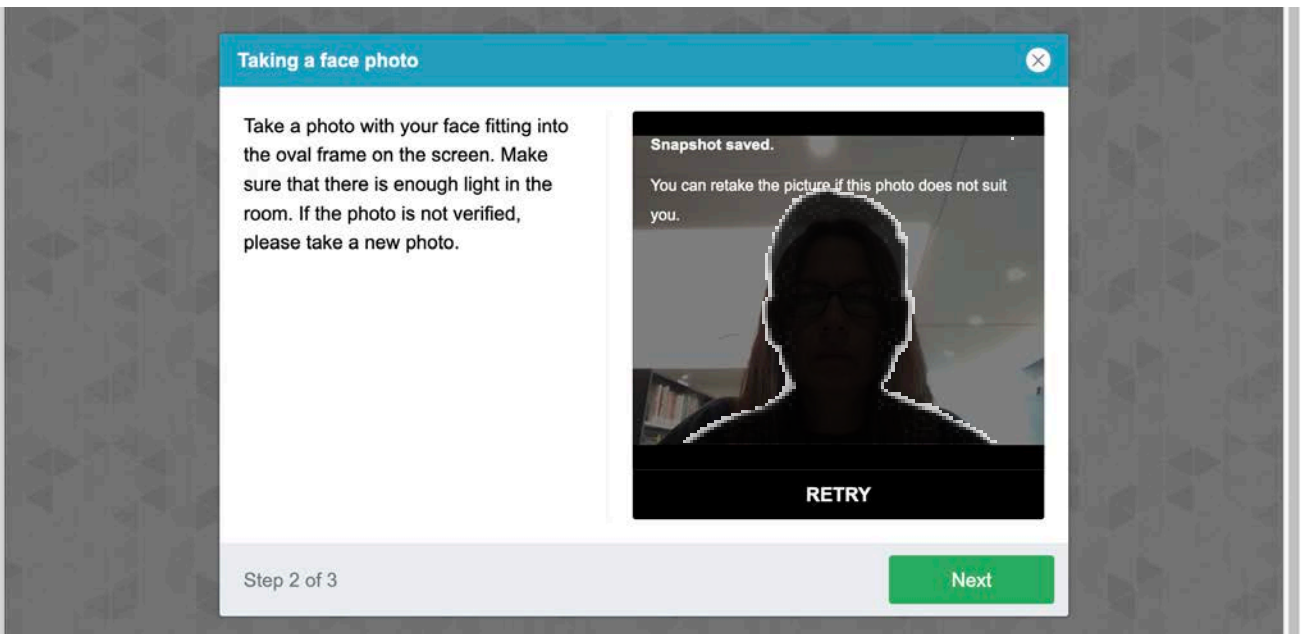 Taking a face photo
Take a photo with your face fitting into
the oval frame on the screen. Make
sure that there is enough light in the
room. If the photo is not verified,
please take a new photo.
Snapshot saved.
You can retake the picture if this photo does not suit
you.
RETRY
Step 2 of 3
Next